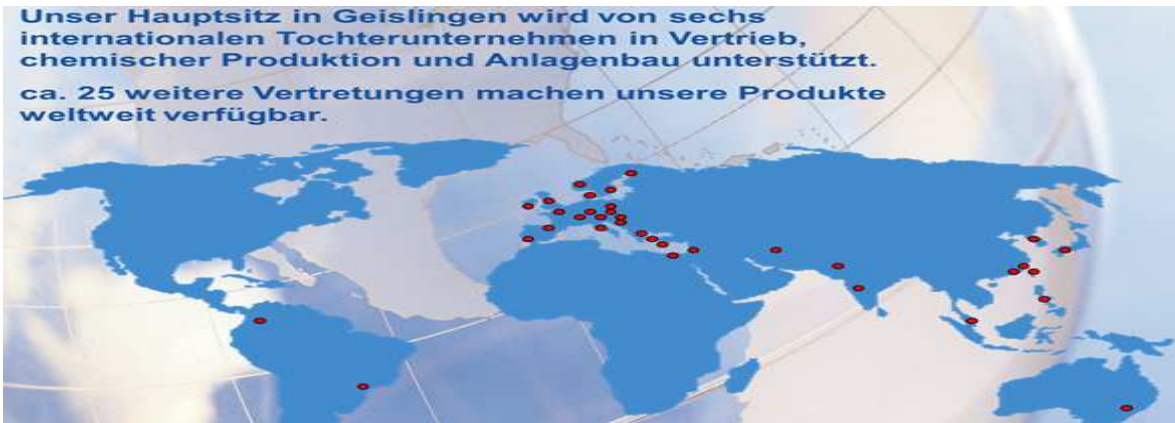 Unser Hauptsitz in Geislingen wird von sechs
internationalen Tochterunternehmen in Vertrieb,
chemischer Produktion und Anlagenbau unterstützt.
ca. 25 weitere Vertretungen machen unsere Produkte
weltweit verfügbar.